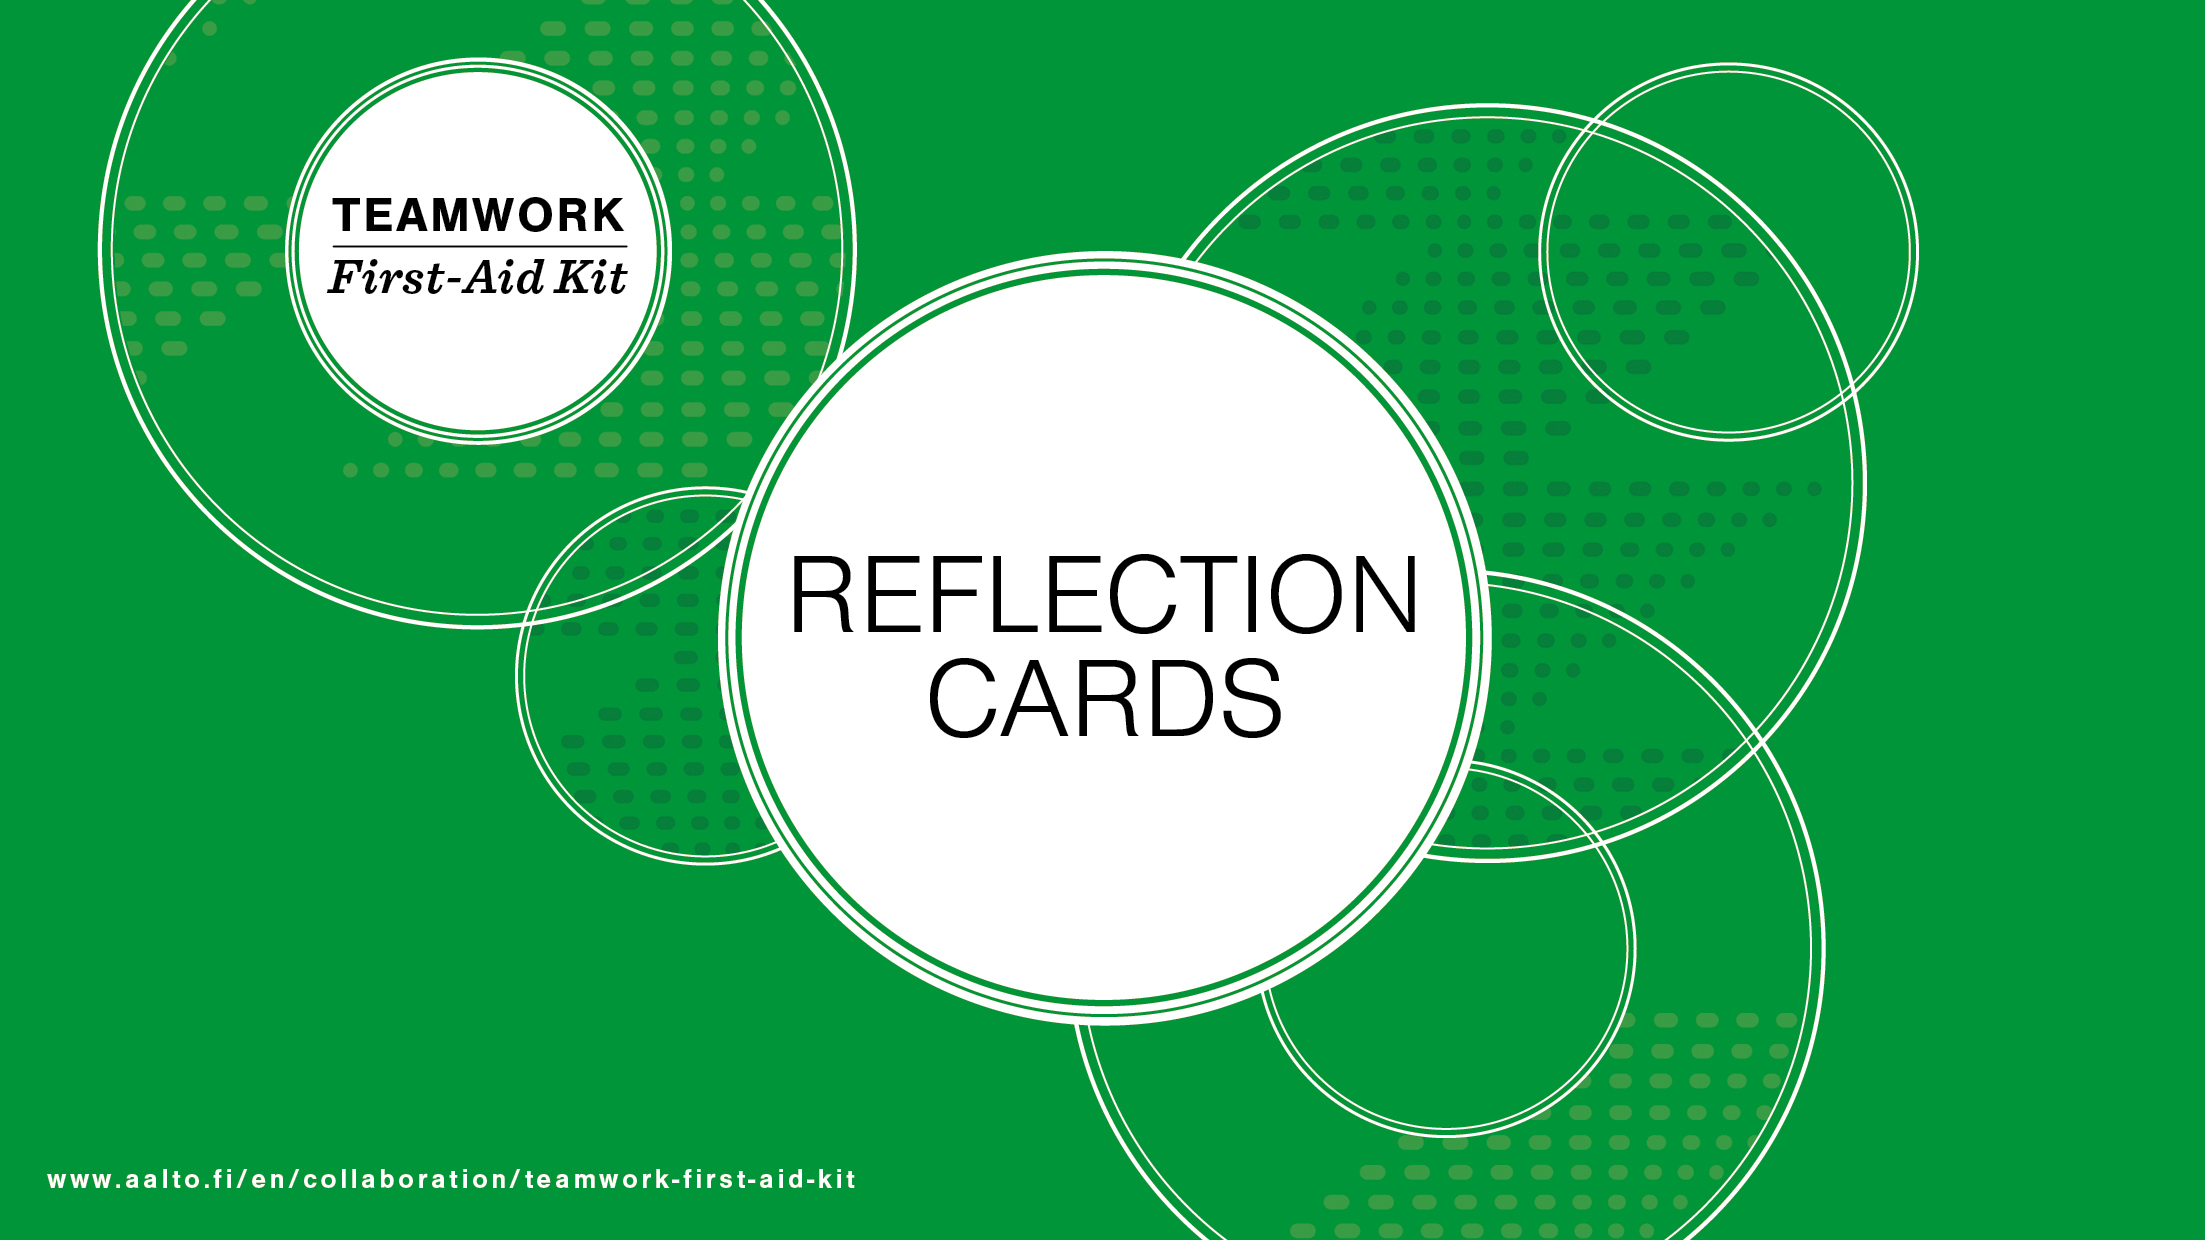 TEAMWORK
First-Aid Kit
REFLECTION
CARDS
www.aalto.fi/en/collaboration/teamwork-first-aid-kit